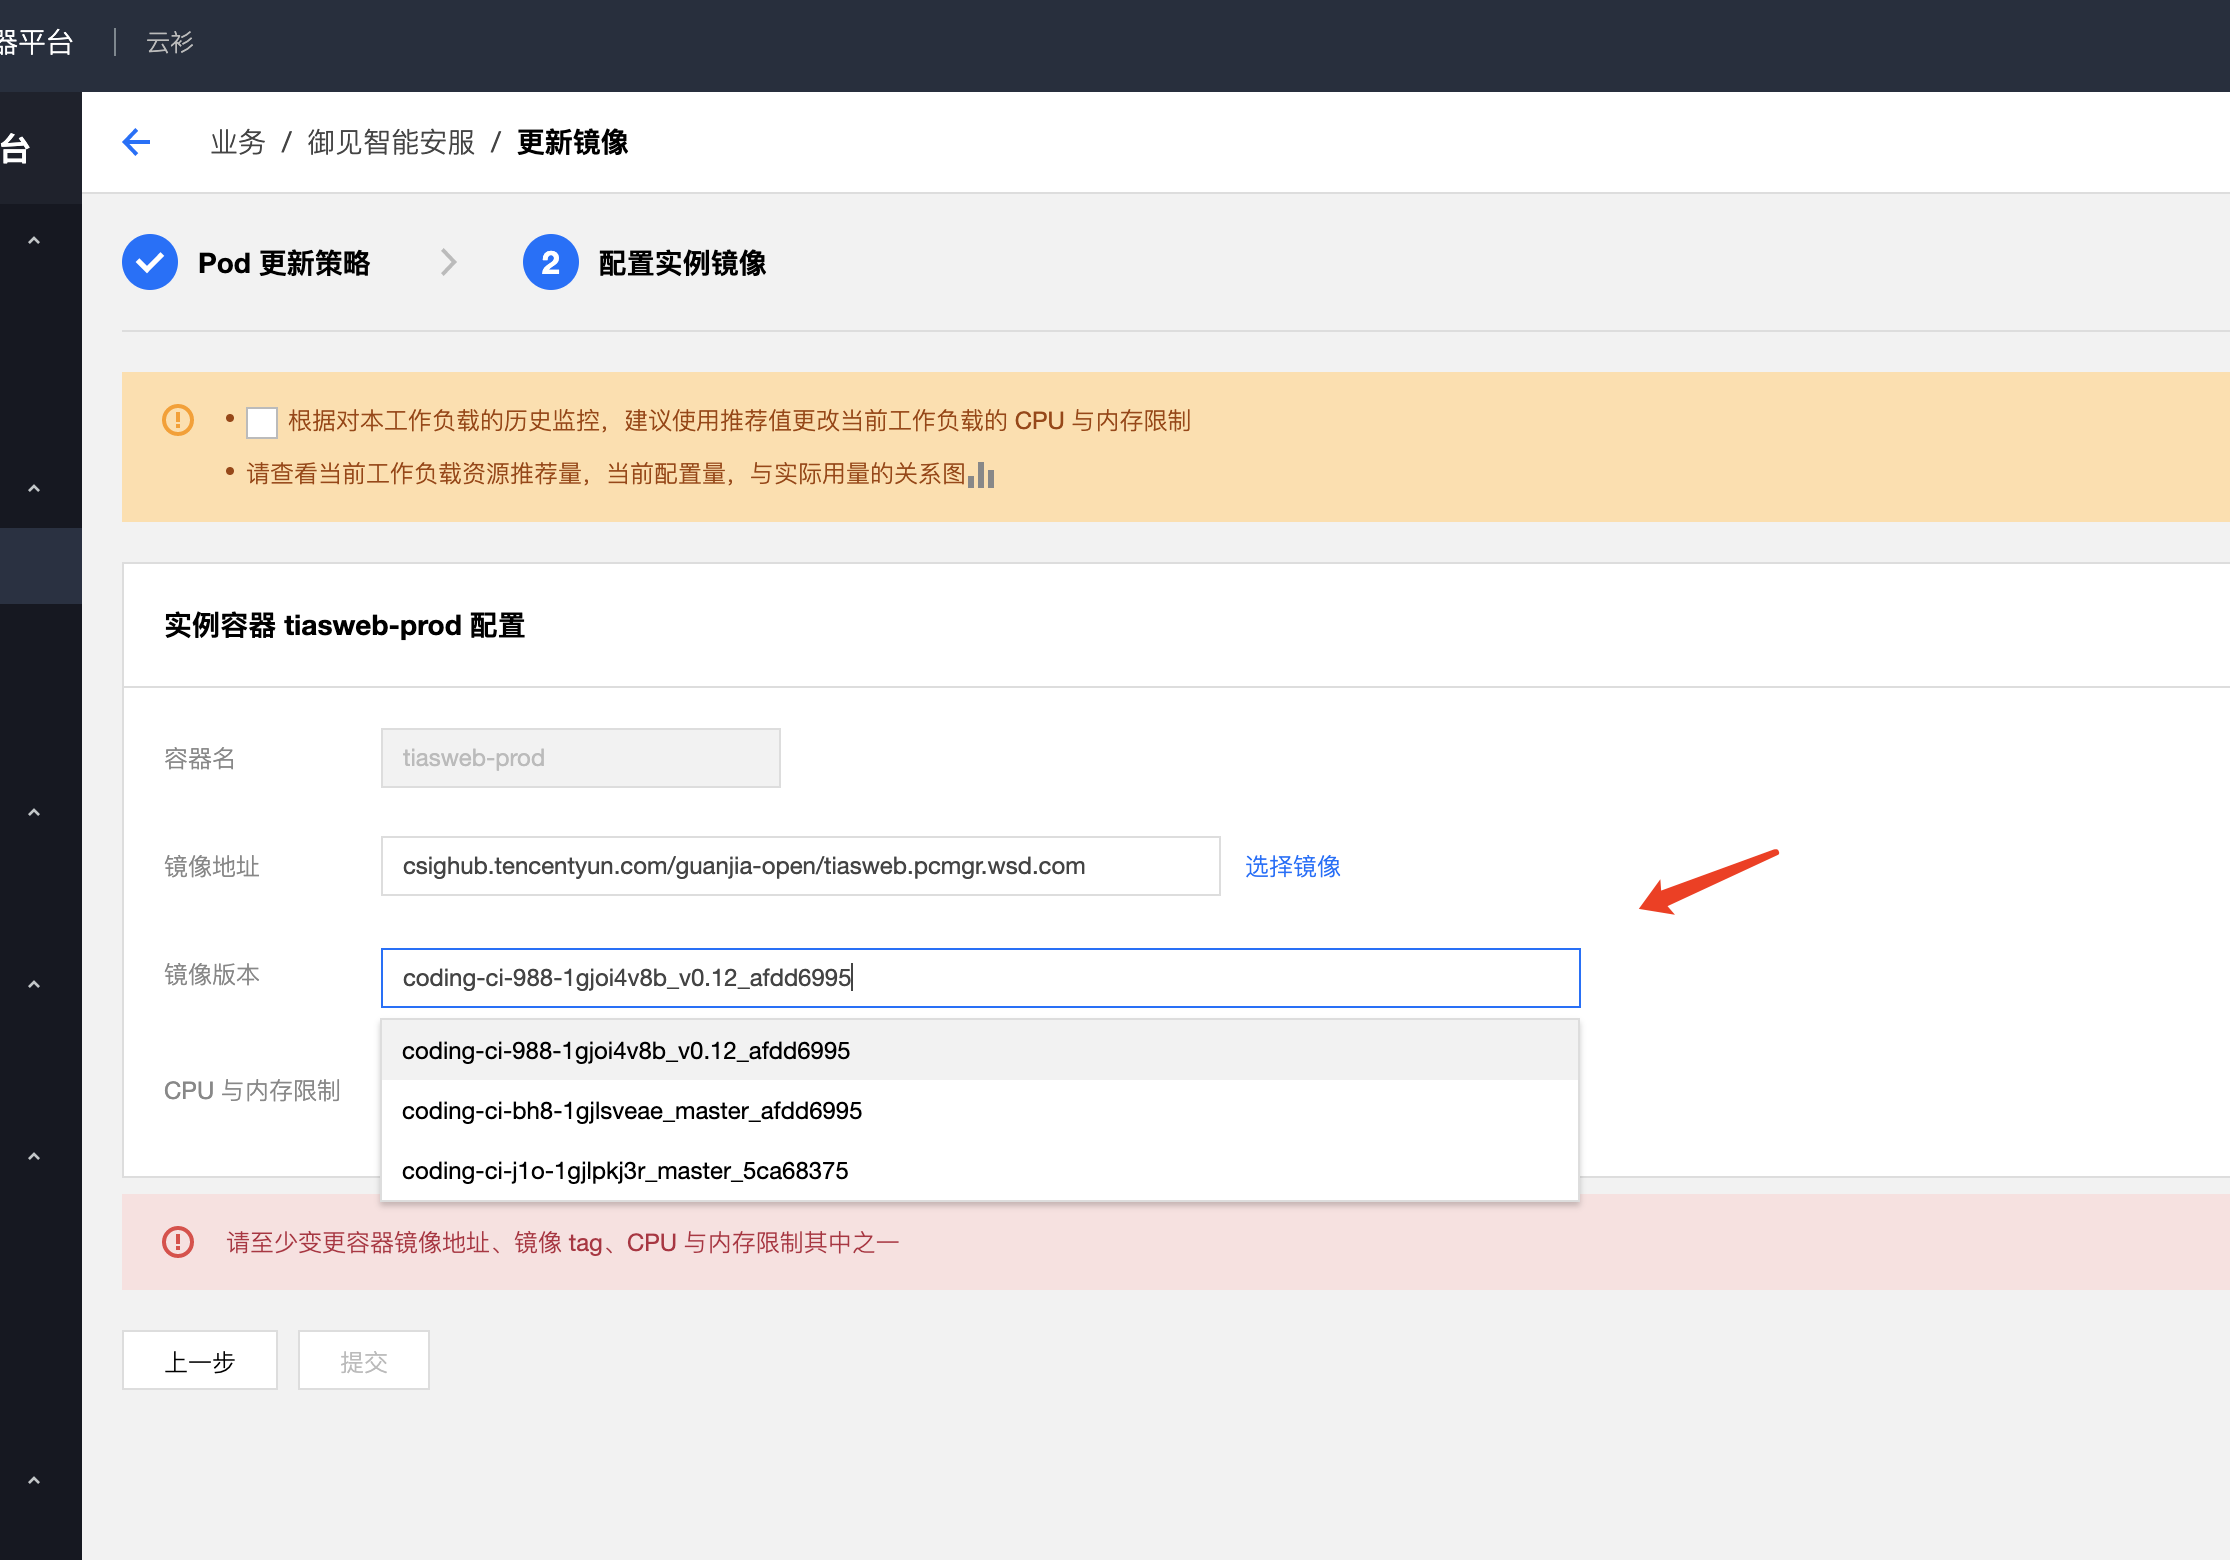 器平台 | 云衫
台
业务 / 御见智能安服 / 更新镜像
Pod 更新策略
2 配置实例镜像
根据对本工作负载的历史监控，建议使用推荐值更改当前工作负载的 CPU 与内存限制
请查看当前工作负载资源推荐量，当前配置量，与实际用量的关系图
实例容器 tiasweb-prod 配置
容器名 tiasweb-prod
镜像地址 csighub.tencentyun.com/guanjia-open/tiasweb.pcmgr.wsd.com 选择镜像
镜像版本 coding-ci-988-1gjoi4v8b_v0.12_afdd6995
coding-ci-988-1gjoi4v8b_v0.12_afdd6995
CPU 与内存限制
coding-ci-bh8-1gjlsveae_master_afdd6995
coding-ci-j1o-1gjlpkj3r_master_5ca68375
请至少变更容器镜像地址、镜像 tag、CPU 与内存限制其中之一
上一步 提交